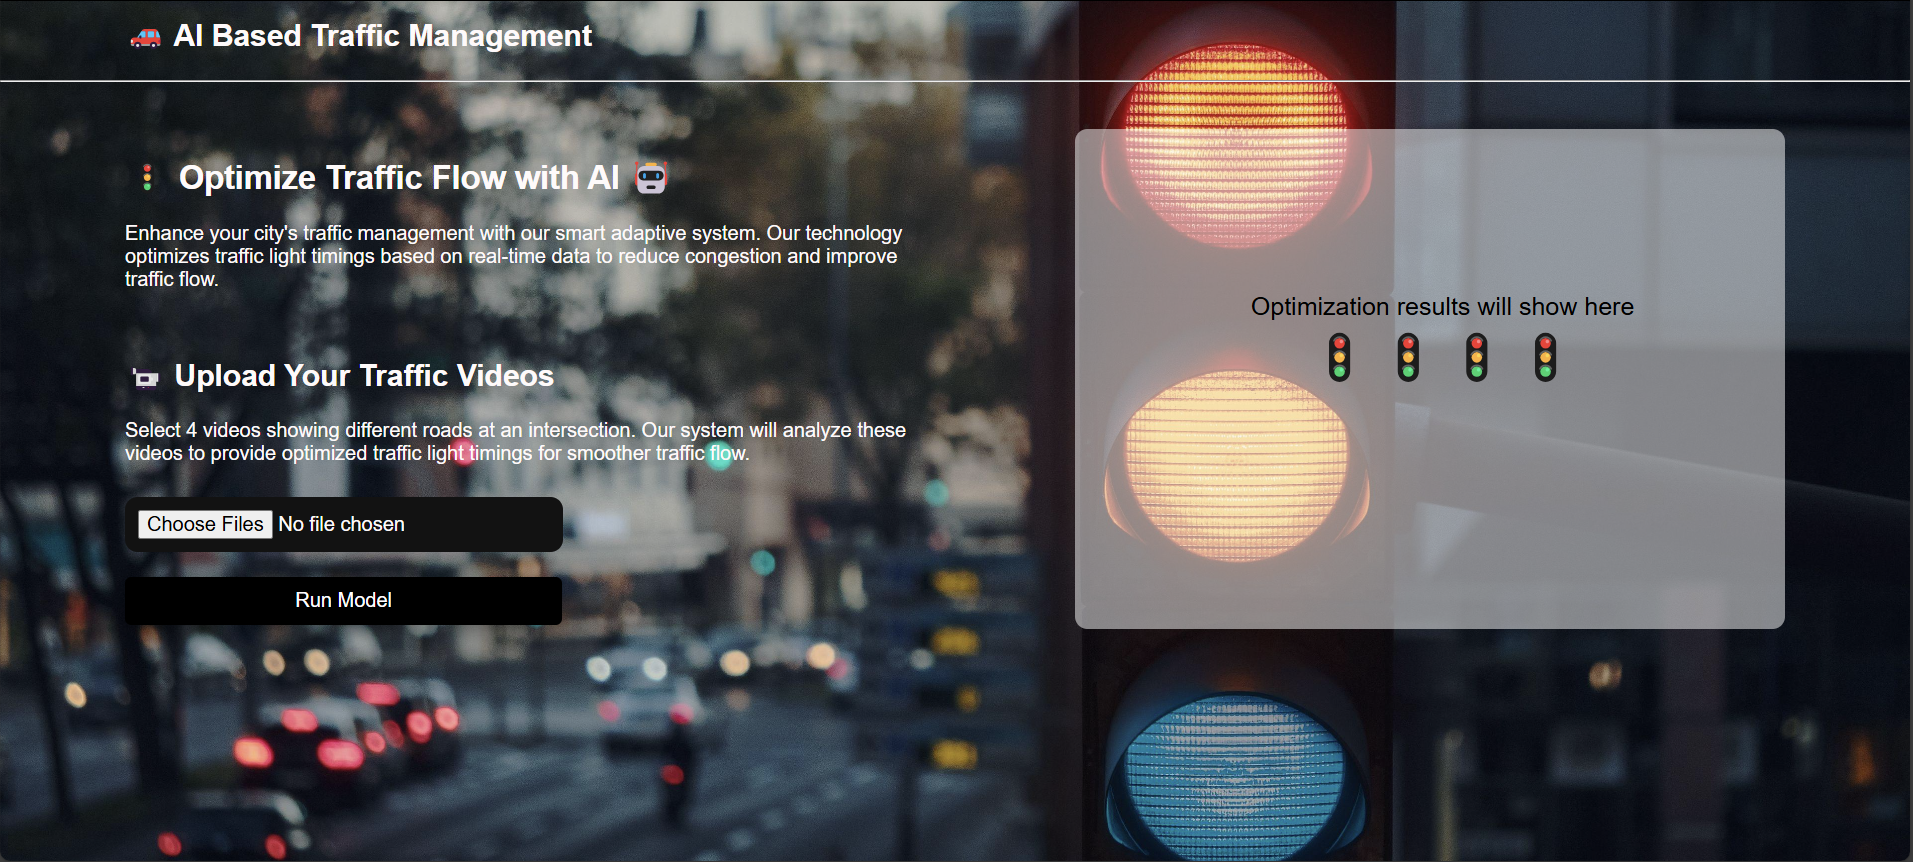 AI Based Traffic Management
Optimize Traffic Flow with AI
Enhance your city's traffic management with our smart adaptive system. Our technology
optimizes traffic light timings based on real-time data to reduce congestion and improve
traffic flow.
Upload Your Traffic Videos
Select 4 videos showing different roads at an intersection. Our system will analyze these
videos to provide optimized traffic light timings for smoother traffic flow.
Choose Files No file chosen
Run Model
Optimization results will show here